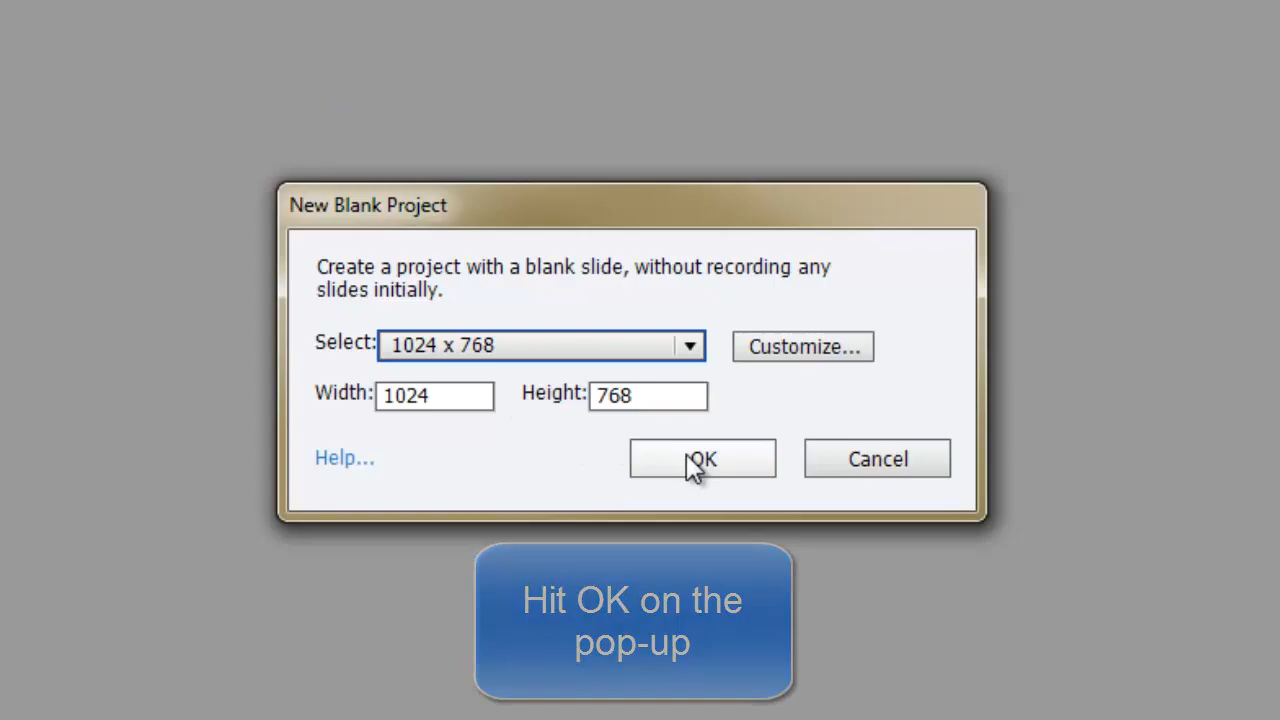 New Blank Project
Create a project with a blank slide, without recording any
slides initially.
Select: 1024 x 768 Customize...
Width: 1024 Height: 768
Help... OK Cancel
Hit OK on the
pop-up